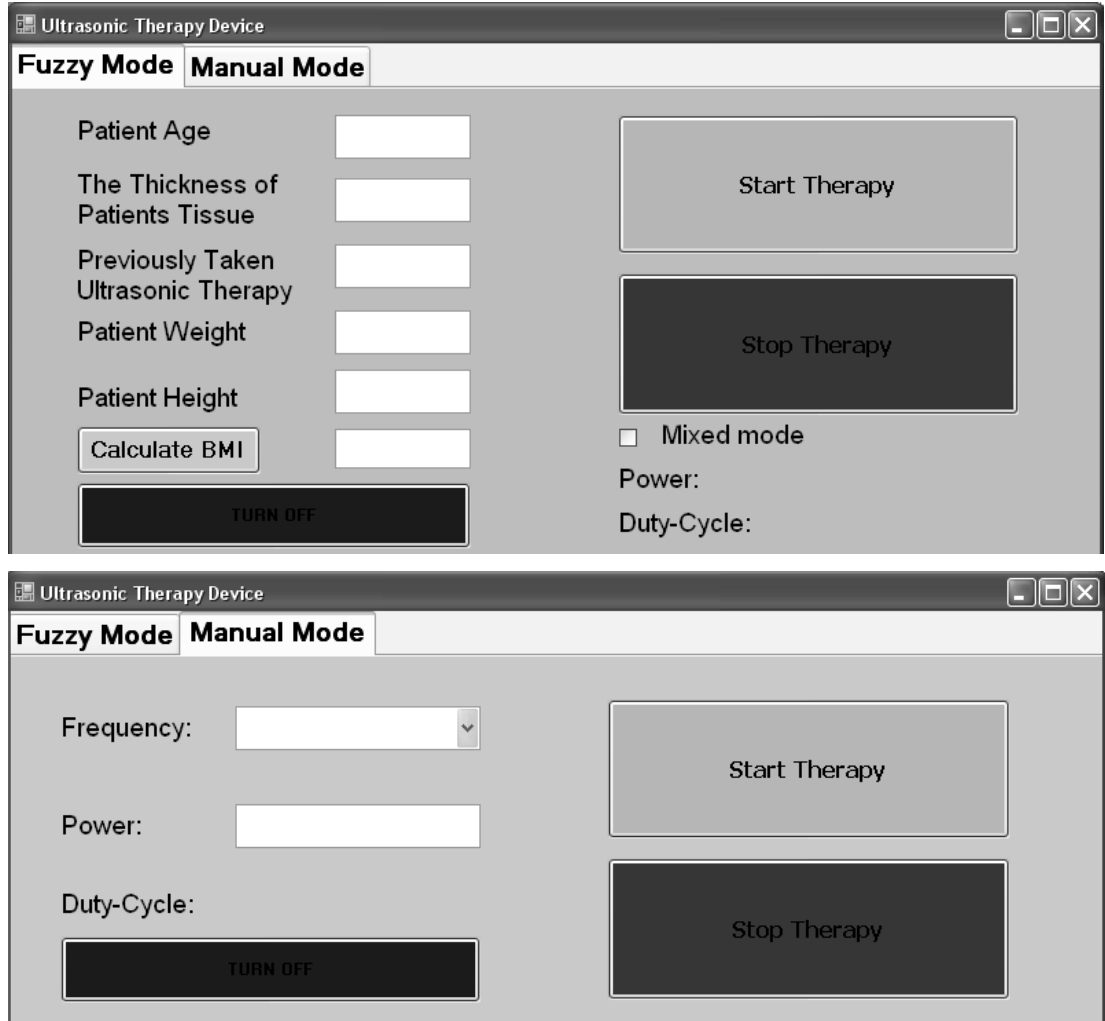 Ultrasonic Therapy Device
Fuzzy Mode Manual Mode
Patient Age
The Thickness of
Patients Tissue
Previously Taken
Ultrasonic Therapy
Patient Weight
Patient Height
Calculate BMI
TURN OFF
Start Therapy
Stop Therapy
Mixed mode
Power:
Duty-Cycle:
Ultrasonic Therapy Device
Fuzzy Mode Manual Mode
Frequency:
Power:
Duty-Cycle:
TURN OFF
Start Therapy
Stop Therapy